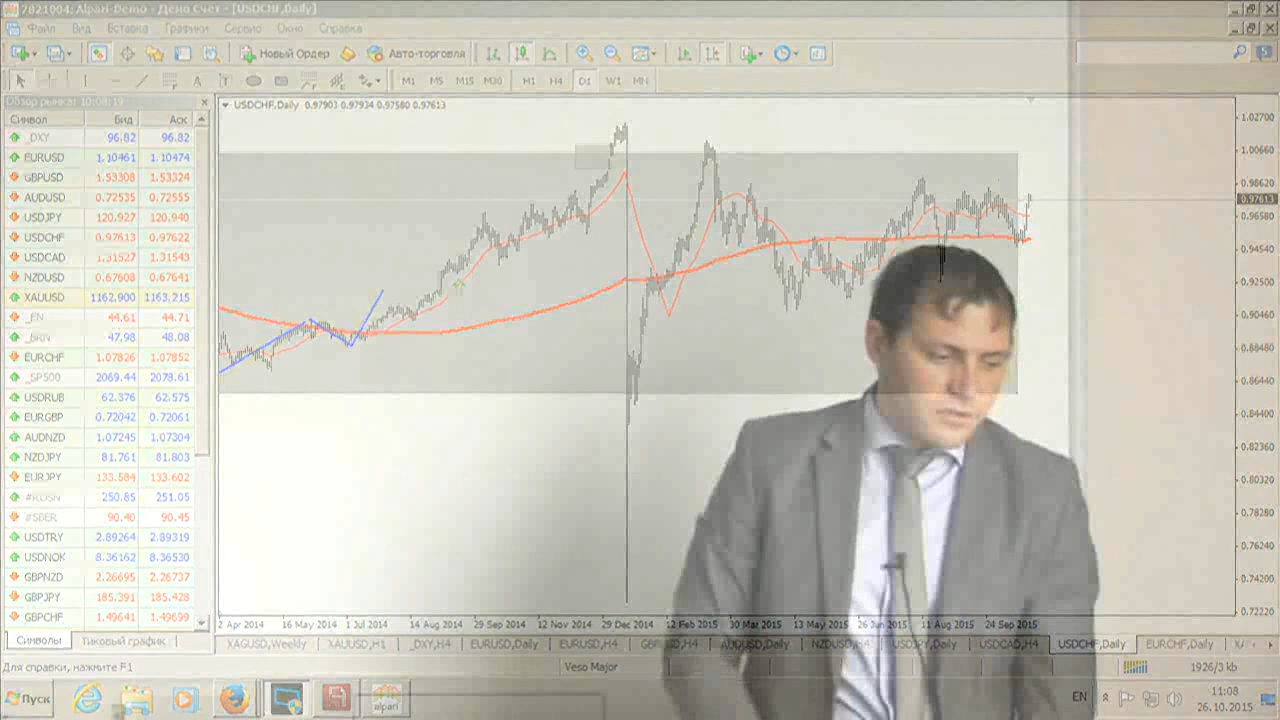 7821004: Alpari-Demo - Демо Счет - [USDCHF,Daily]
Файл Вид Вставка Графики Сервис Окно Справка
Новый Ордер Авто-торговля
A T M1 M5 M15 M30 H1 H4 D1 W1 MN
Обзор рынка: 10:08:19
Символ Бид Аск
_DXY 96.82 96.82
EURUSD 1.10461 1.10474
GBPUSD 1.53308 1.53324
AUDUSD 0.72535 0.72555
USDJPY 120.927 120.940
USDCHF 0.97613 0.97622
USDCAD 1.31527 1.31543
NZDUSD 0.67608 0.67641
XAUUSD 1162.900 1163.215
44.61 44.71
_BRN 47.98 48.08
EURCHF 1.07826 1.07852
_SP500 2069.44 2078.61
USDRUB 62.376 62.575
EURGBP 0.72042 0.72061
AUDNZD 1.07245 1.07304
NZDJPY 81.761 81.803
EURJPY 133.584 133.602
#ROSN 250.85 251.05
#SBER 90.40 90.45
USDTRY 2.89264 2.89319
USDNOK 8.36162 8.36530
GBPNZD 2.26695 2.26737
GBPJPY 185.391 185.428
GBPCHF 1.49641 1.49699
Символы Тиковый график
USDCHF,Daily 0.97903 0.97934 0.97580 0.97613
1.02700
1.00660
0.98620
0.97613
0.96580
0.94540
0.92500
0.90460
0.88480
0.86440
0.84400
0.82360
0.80320
0.78280
0.76240
0.74200
0.72220
2 Apr 2014 16 May 2014 1 Jul 2014 14 Aug 2014 29 Sep 2014 12 Nov 2014 29 Dec 2014 12 Feb 2015 30 Mar 2015 13 May 2015 26 Jun 2015 11 Aug 2015 24 Sep 2015
XAGUSD,Weekly XAUUSD,H1 _DXY,H4 EURUSD,Daily EURUSD,H4 GBPUSD,H4 AUDUSD,Daily NZDUSD,H4 USDJPY,Daily USDCAD,H4 USDCHF,Daily EURCHF,Daily
Для справки, нажмите F1 Veso Major 1926/3 kb
Пуск alpari EN 11:08
26.10.2015